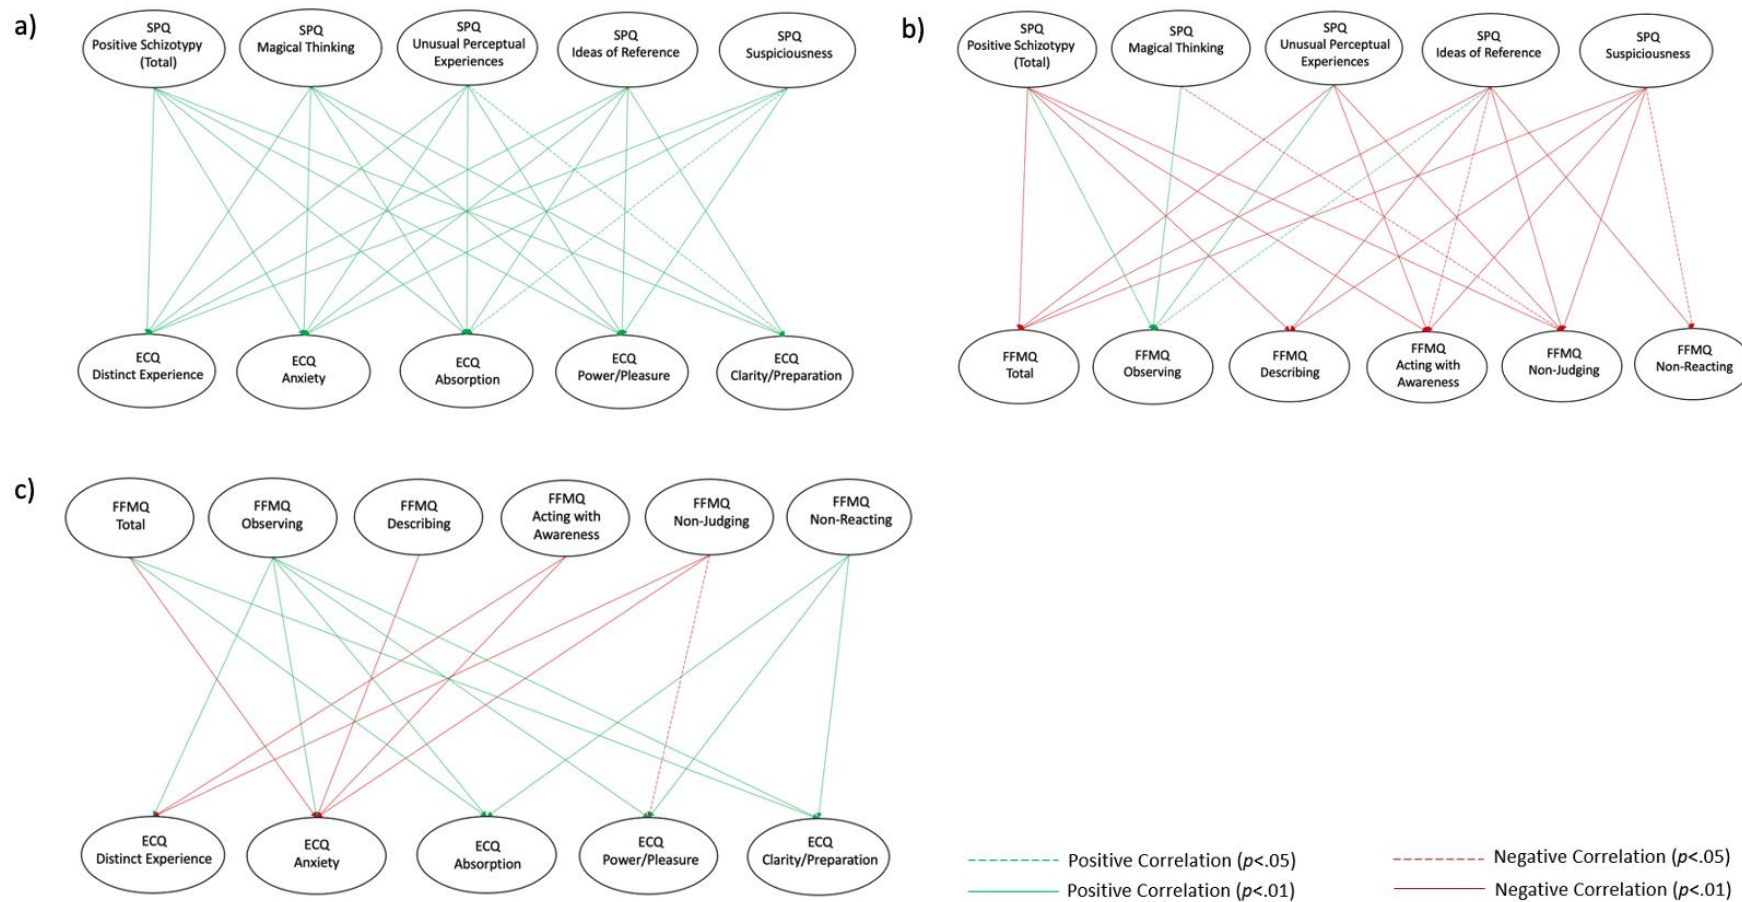 a)
SPQ
Positive Schizotypy
(Total)
SPQ
Magical Thinking
SPQ
Unusual Perceptual
Experiences
SPQ
Ideas of Reference
SPQ
Suspiciousness
ECQ
Distinct Experience
ECQ
Anxiety
ECQ
Absorption
ECQ
Power/Pleasure
ECQ
Clarity/Preparation
b)
SPQ
Positive Schizotypy
(Total)
SPQ
Magical Thinking
SPQ
Unusual Perceptual
Experiences
SPQ
Ideas of Reference
SPQ
Suspiciousness
FFMQ
Total
FFMQ
Observing
FFMQ
Describing
FFMQ
Acting with
Awareness
FFMQ
Non-Judging
FFMQ
Non-Reacting
c)
FFMQ
Total
FFMQ
Observing
FFMQ
Describing
FFMQ
Acting with
Awareness
FFMQ
Non-Judging
FFMQ
Non-Reacting
ECQ
Distinct Experience
ECQ
Anxiety
ECQ
Absorption
ECQ
Power/Pleasure
ECQ
Clarity/Preparation
Positive Correlation (p<.05)
Positive Correlation (p<.01)
Negative Correlation (p<.05)
Negative Correlation (p<.01)